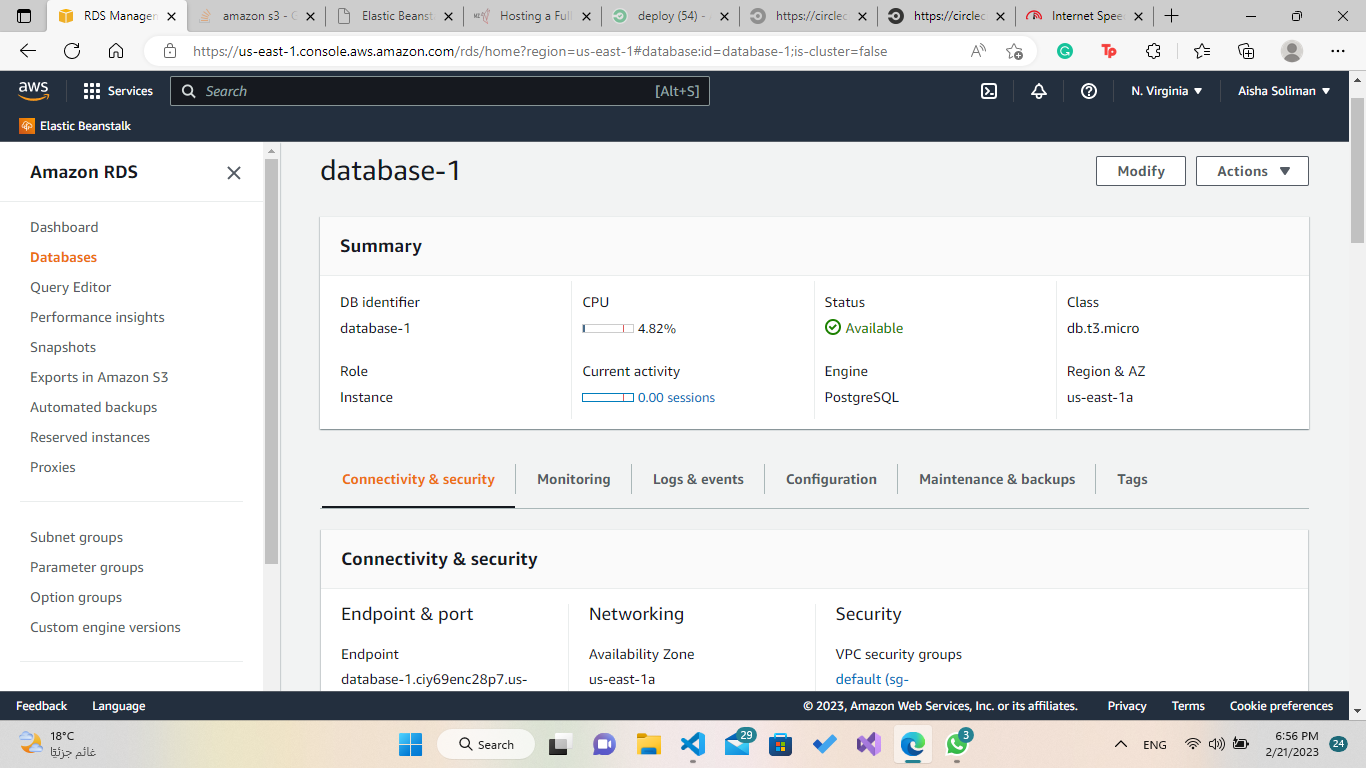 RDS Manager
amazon s3 - G
Elastic Beanst
Hosting a Full
deploy (54) -
https://circlec
https://circlec
Internet Spee
https://us-east-1.console.aws.amazon.com/rds/home?region=us-east-1#database:id=database-1;is-cluster=false
aws
Services
Search
[Alt+S]
N. Virginia
Aisha Soliman
Elastic Beanstalk
Amazon RDS
Dashboard
Databases
Query Editor
Performance insights
Snapshots
Exports in Amazon S3
Automated backups
Reserved instances
Proxies
Subnet groups
Parameter groups
Option groups
Custom engine versions
database-1
Modify
Actions
Summary
DB identifier
database-1
CPU
4.82%
Status
Available
Class
db.t3.micro
Role
Instance
Current activity
0.00 sessions
Engine
PostgreSQL
Region & AZ
us-east-1a
Connectivity & security
Monitoring
Logs & events
Configuration
Maintenance & backups
Tags
Connectivity & security
Endpoint & port
Endpoint
database-1.ciy69enc28p7.us-
Networking
Availability Zone
us-east-1a
Security
VPC security groups
default (sg-
Feedback
Language
© 2023, Amazon Web Services, Inc. or its affiliates.
Privacy
Terms
Cookie preferences
18°C
غائم جزئيًا
Search
29
3
ENG
6:56 PM
2/21/2023
24